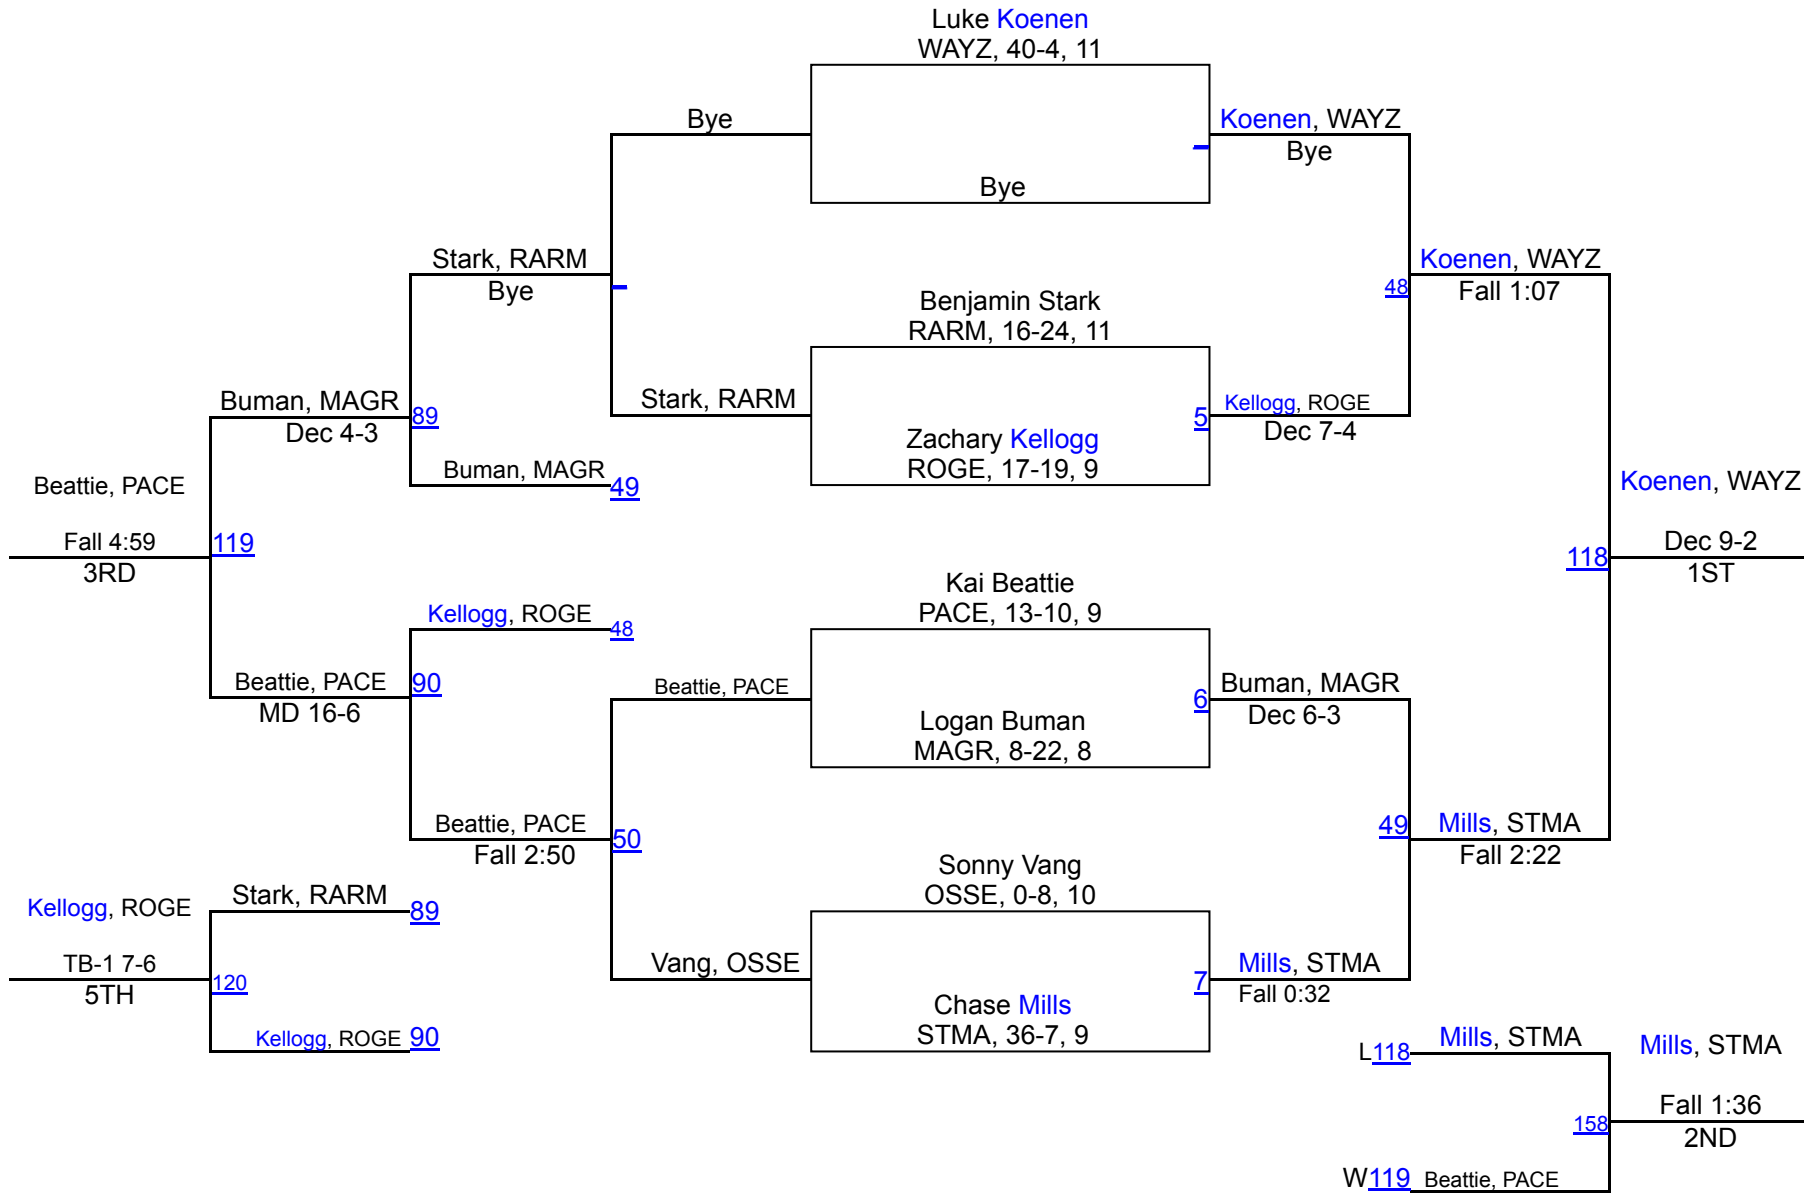 Luke Koenen
WAYZ, 40-4, 11
Bye
Koenen, WAYZ
Bye
Bye
Stark, RARM
Bye
Koenen, WAYZ
48
Fall 1:07
Benjamin Stark
RARM, 16-24, 11
Buman, MAGR
89
Dec 4-3
Stark, RARM
5
Kellogg, ROGE
Dec 7-4
Zachary Kellogg
ROGE, 17-19, 9
Buman, MAGR
49
Beattie, PACE
Koenen, WAYZ
Fall 4:59
119
3RD
118
Dec 9-2
1ST
Kai Beattie
PACE, 13-10, 9
Kellogg, ROGE
48
Beattie, PACE
90
MD 16-6
Beattie, PACE
6
Buman, MAGR
Dec 6-3
Logan Buman
MAGR, 8-22, 8
Beattie, PACE
50
Fall 2:50
49
Mills, STMA
Fall 2:22
Sonny Vang
OSSE, 0-8, 10
Stark, RARM
89
Kellogg, ROGE
TB-1 7-6
120
5TH
Vang, OSSE
7
Mills, STMA
Fall 0:32
Chase Mills
STMA, 36-7, 9
Kellogg, ROGE
90
L118
Mills, STMA
Mills, STMA
Fall 1:36
158
2ND
W119
Beattie, PACE